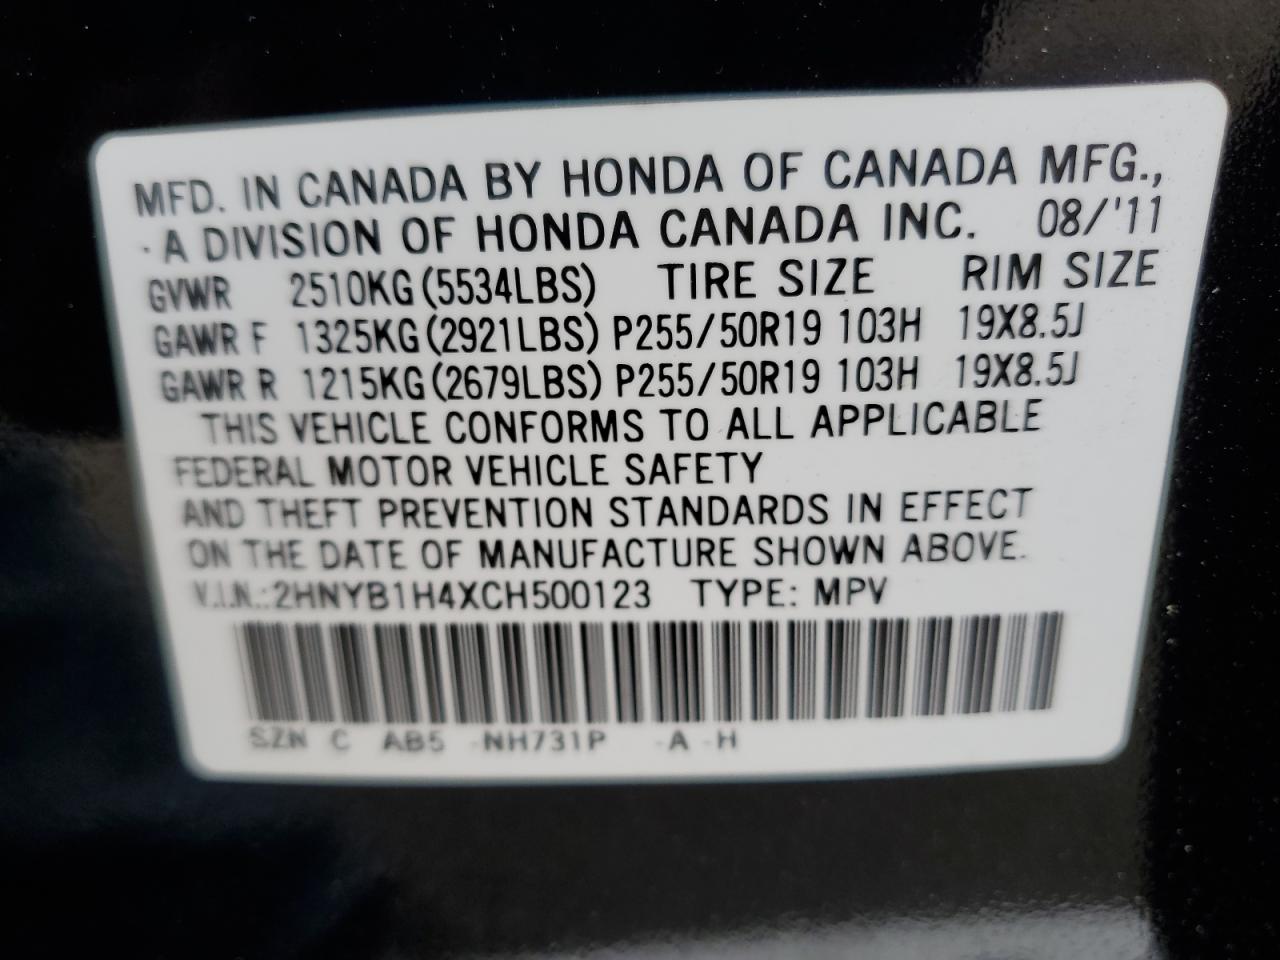 MFD. IN CANADA BY HONDA OF CANADA MFG.,
A DIVISION OF HONDA CANADA INC. 08/'11
GVWR 2510KG (5534LBS) TIRE SIZE RIM SIZE
GAWR F 1325KG (2921LBS) P255/50R19 103H 19X8.5J
GAWR R 1215KG (2679LBS) P255/50R19 103H 19X8.5J
THIS VEHICLE CONFORMS TO ALL APPLICABLE
FEDERAL MOTOR VEHICLE SAFETY
AND THEFT PREVENTION STANDARDS IN EFFECT
ON THE DATE OF MANUFACTURE SHOWN ABOVE.
V.I.N.: 2HNYB1H4XCH500123 TYPE: MPV
SZN C AB5 -NH731P -A -H